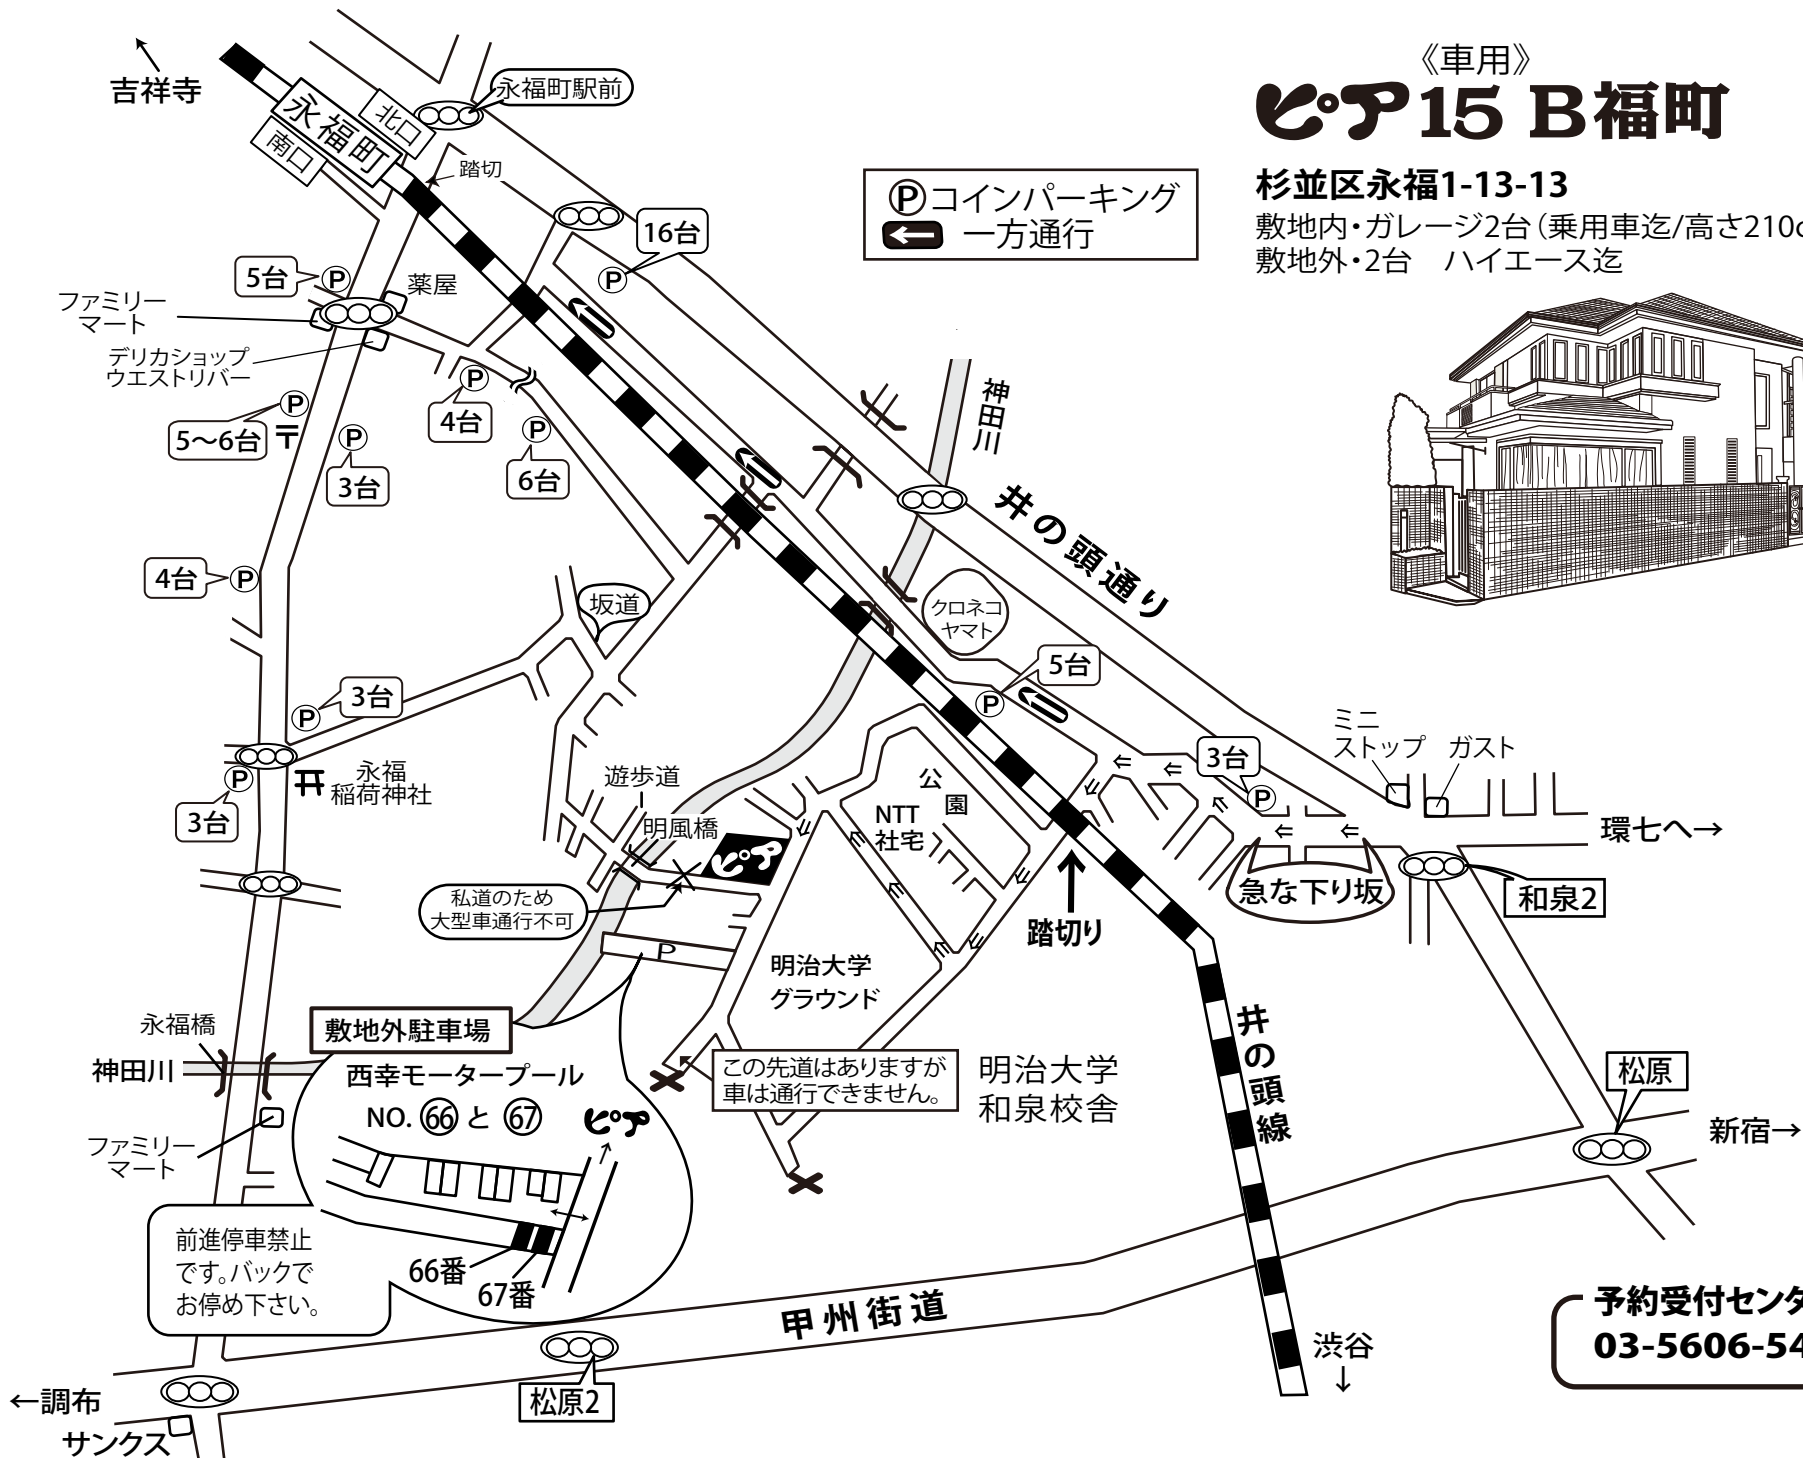 《車用》
ピア 15 B福町
杉並区永福1-13-13
敷地内・ガレージ2台（乗用車迄/高さ210c
敷地外・2台　ハイエース迄
Ⓟコインパーキング
← 一方通行
吉祥寺
永福町
北口
南口
永福町駅前
踏切
16台
P
5台
P
薬屋
ファミリー
マート
デリカショップ
ウエストリバー
P
5〜6台
〒
P
3台
P
4台
P
6台
神田川
井の頭通り
4台
P
坂道
クロネコ
ヤマト
5台
P
3台
P
ミニ
ストップ
ガスト
3台
P
環七へ→
永福
稲荷神社
P
3台
遊歩道
明風橋
ピア
公園
NTT
社宅
急な下り坂
和泉2
踏切り
私道のため
大型車通行不可
P
明治大学
グラウンド
敷地外駐車場
西幸モータープール
NO. ㊿ と の代わりに NO. 66 と 67
ピア
66番
67番
永福橋
神田川
この先道はありますが
車は通行できません。
明治大学
和泉校舎
井の頭線
松原
新宿→
ファミリー
マート
前進停車禁止
です。バックで
お停め下さい。
甲州街道
松原2
渋谷
↓
予約受付センタ
03-5606-54
←調布
サンクス